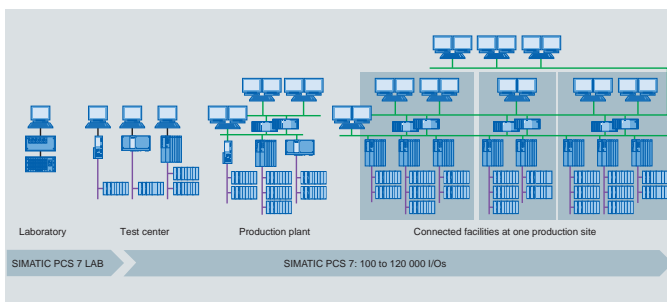 Laboratory
Test center
Production plant
Connected facilities at one production site
SIMATIC PCS 7 LAB
SIMATIC PCS 7: 100 to 120 000 I/Os